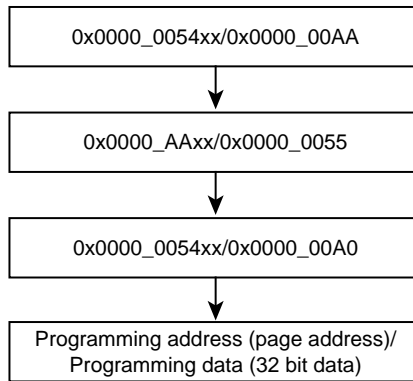 0x0000_0054xx/0x0000_00AA
0x0000_AAxx/0x0000_0055
0x0000_0054xx/0x0000_00A0
Programming address (page address)/
Programming data (32 bit data)